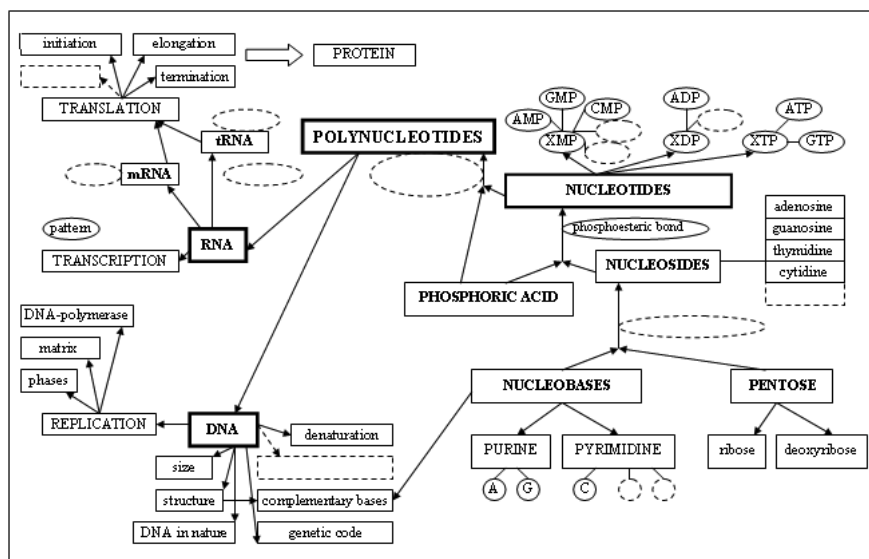 initiation
elongation
PROTEIN
termination
TRANSLATION
tRNA
mRNA
pattern
RNA
TRANSCRIPTION
POLYNUCLEOTIDES
GMP
CMP
AMP
XMP
ADP
XDP
ATP
XTP
GTP
NUCLEOTIDES
phosphoesteric bond
adenosine
guanosine
thymidine
cytidine
NUCLEOSIDES
PHOSPHORIC ACID
DNA-polymerase
matrix
phases
REPLICATION
DNA
denaturation
size
structure
complementary bases
DNA in nature
genetic code
NUCLEOBASES
PENTOSE
PURINE
PYRIMIDINE
ribose
deoxyribose
A
G
C